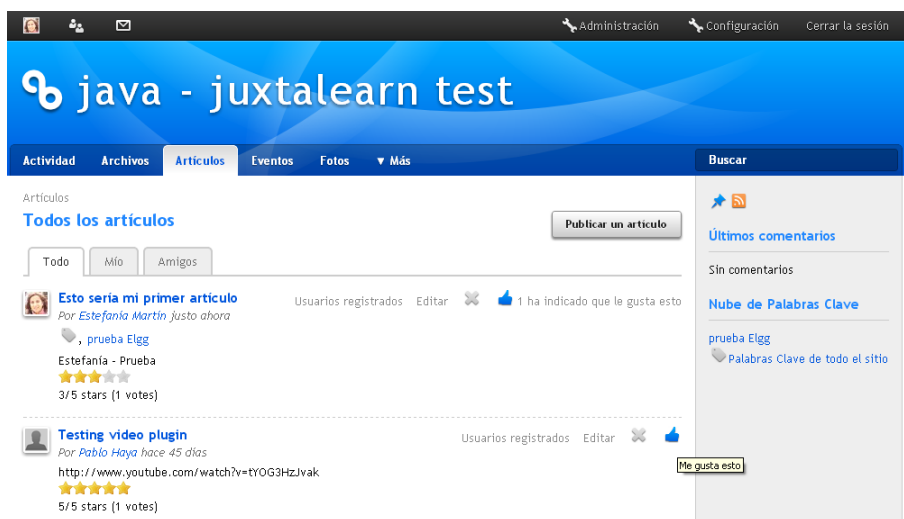 Administración Configuración Cerrar la sesión
java - juxtalearn test
Actividad Archivos Artículos Eventos Fotos ▼ Más Buscar
Artículos
Todos los artículos
Publicar un artículo
Todo Mío Amigos
Esto sería mi primer artículo Usuarios registrados Editar 1 ha indicado que le gusta esto
Por Estefanía Martín justo ahora
, prueba Elgg
Estefanía - Prueba
3/5 stars (1 votes)
Testing video plugin Usuarios registrados Editar
Por Pablo Haya hace 45 días
Me gusta esto
http://www.youtube.com/watch?v=tYOG3HzJvak
5/5 stars (1 votes)
Últimos comentarios
Sin comentarios
Nube de Palabras Clave
prueba Elgg
Palabras Clave de todo el sitio